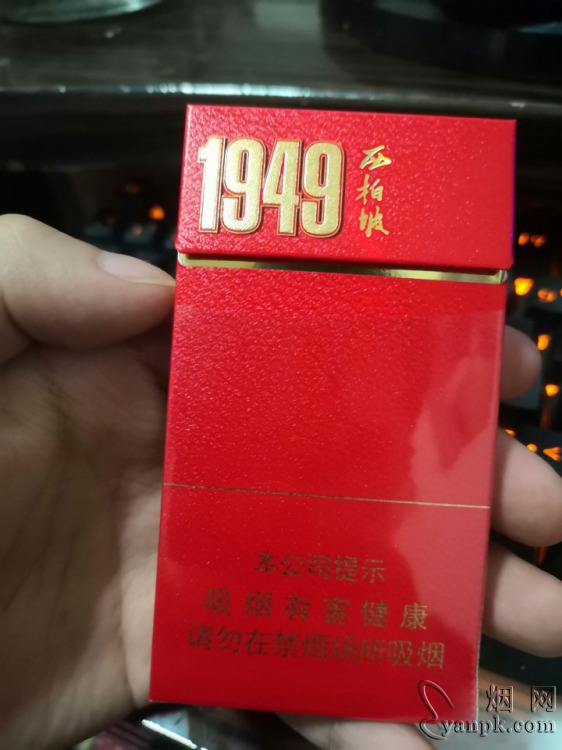 1949
西柏坡
本公司提示
吸烟有害健康
请勿在禁烟场所吸烟
烟网
yanpk.com